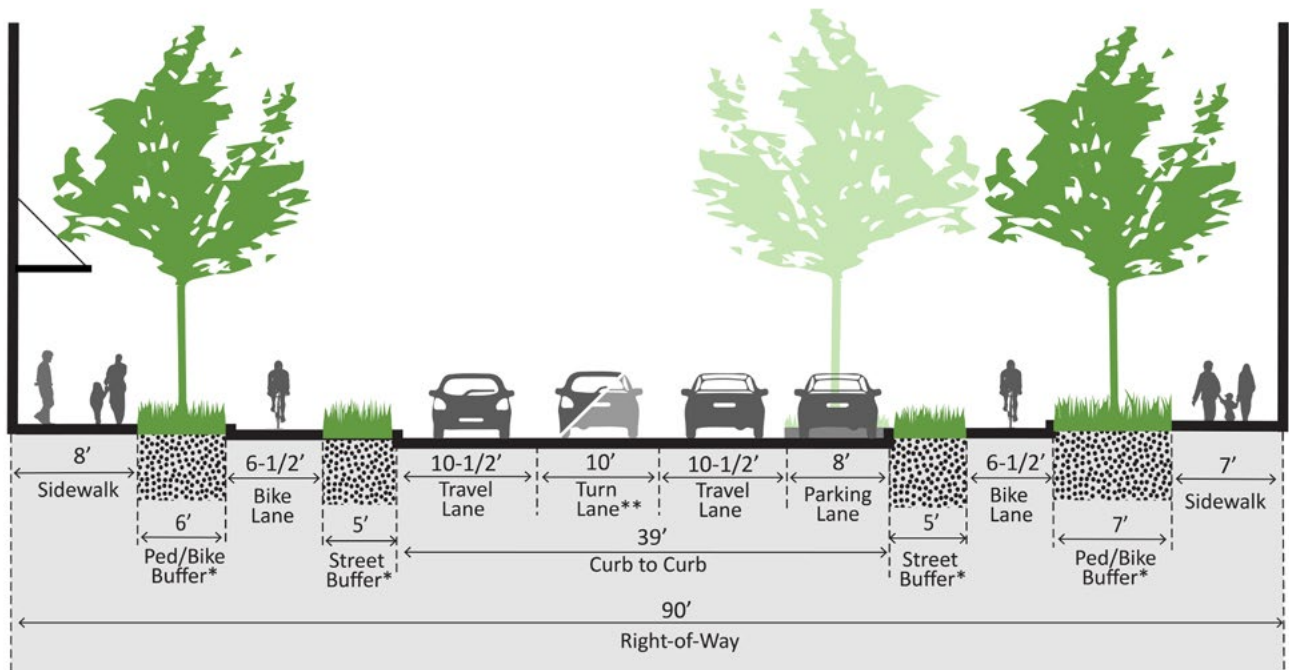 8’
Sidewalk
6’
Ped/Bike
Buffer*
6-1/2’
Bike
Lane
5’
Street
Buffer*
10-1/2’
Travel
Lane
10’
Turn
Lane**
10-1/2’
Travel
Lane
8’
Parking
Lane
39’
Curb to Curb
5’
Street
Buffer*
6-1/2’
Bike
Lane
7’
Ped/Bike
Buffer*
7’
Sidewalk
90’
Right-of-Way